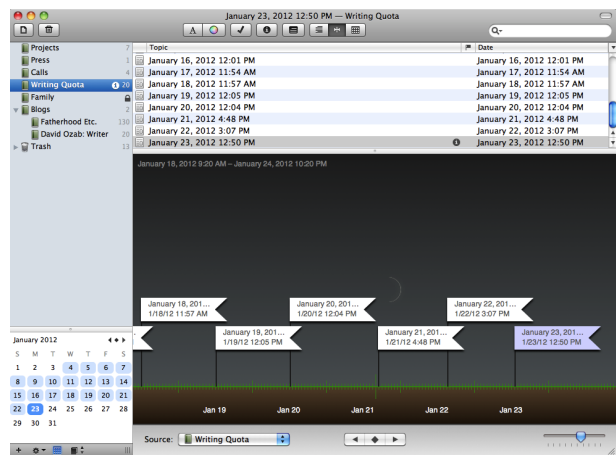 January 23, 2012 12:50 PM — Writing Quota
A
Q
Topic
Date
Projects 7
Press 1
Calls 4
Writing Quota 20
Family
Blogs 2
Fatherhood Etc. 130
David Ozab: Writer 20
Trash 13
January 16, 2012 12:01 PM January 16, 2012 12:01 PM
January 17, 2012 11:54 AM January 17, 2012 11:54 AM
January 18, 2012 11:57 AM January 18, 2012 11:57 AM
January 19, 2012 12:05 PM January 19, 2012 12:05 PM
January 20, 2012 12:04 PM January 20, 2012 12:04 PM
January 21, 2012 4:48 PM January 21, 2012 4:48 PM
January 22, 2012 3:07 PM January 22, 2012 3:07 PM
January 23, 2012 12:50 PM January 23, 2012 12:50 PM
January 18, 2012 9:20 AM – January 24, 2012 10:20 PM
January 18, 201...
1/18/12 11:57 AM
January 20, 201...
1/20/12 12:04 PM
January 22, 201...
1/22/12 3:07 PM
January 19, 201...
1/19/12 12:05 PM
January 21, 201...
1/21/12 4:48 PM
January 23, 201...
1/23/12 12:50 PM
Jan 19 Jan 20 Jan 21 Jan 22 Jan 23
January 2012
S M T W T F S
1 2 3 4 5 6 7
8 9 10 11 12 13 14
15 16 17 18 19 20 21
22 23 24 25 26 27 28
29 30 31
Source: Writing Quota